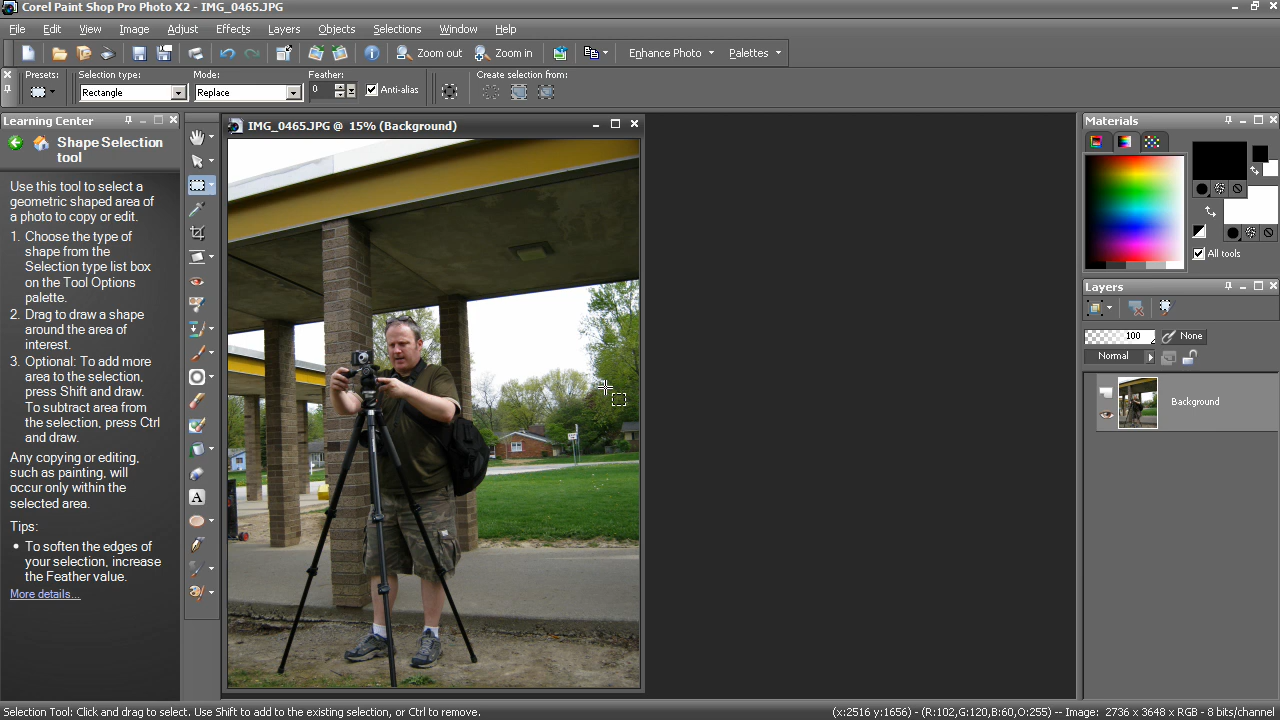 Corel Paint Shop Pro Photo X2 - IMG_0465.JPG
File Edit View Image Adjust Effects Layers Objects Selections Window Help
Zoom out Zoom in Enhance Photo Palettes
Presets: Selection type: Mode: Feather: Create selection from:
Rectangle Replace 0 Anti-alias
Learning Center
Shape Selection
tool
Use this tool to select a
geometric shaped area of
a photo to copy or edit.
1. Choose the type of
shape from the
Selection type list box
on the Tool Options
palette.
2. Drag to draw a shape
around the area of
interest.
3. Optional: To add more
area to the selection,
press Shift and draw.
To subtract area from
the selection, press Ctrl
and draw.
Any copying or editing,
such as painting, will
occur only within the
selected area.
Tips:
• To soften the edges of
your selection, increase
the Feather value.
More details...
IMG_0465.JPG @ 15% (Background)
A
Materials
All tools
Layers
100 None
Normal
Background
Selection Tool: Click and drag to select. Use Shift to add to the existing selection, or Ctrl to remove.
(x:2516 y:1656) - (R:102,G:120,B:60,O:255) -- Image: 2736 x 3648 x RGB - 8 bits/channel